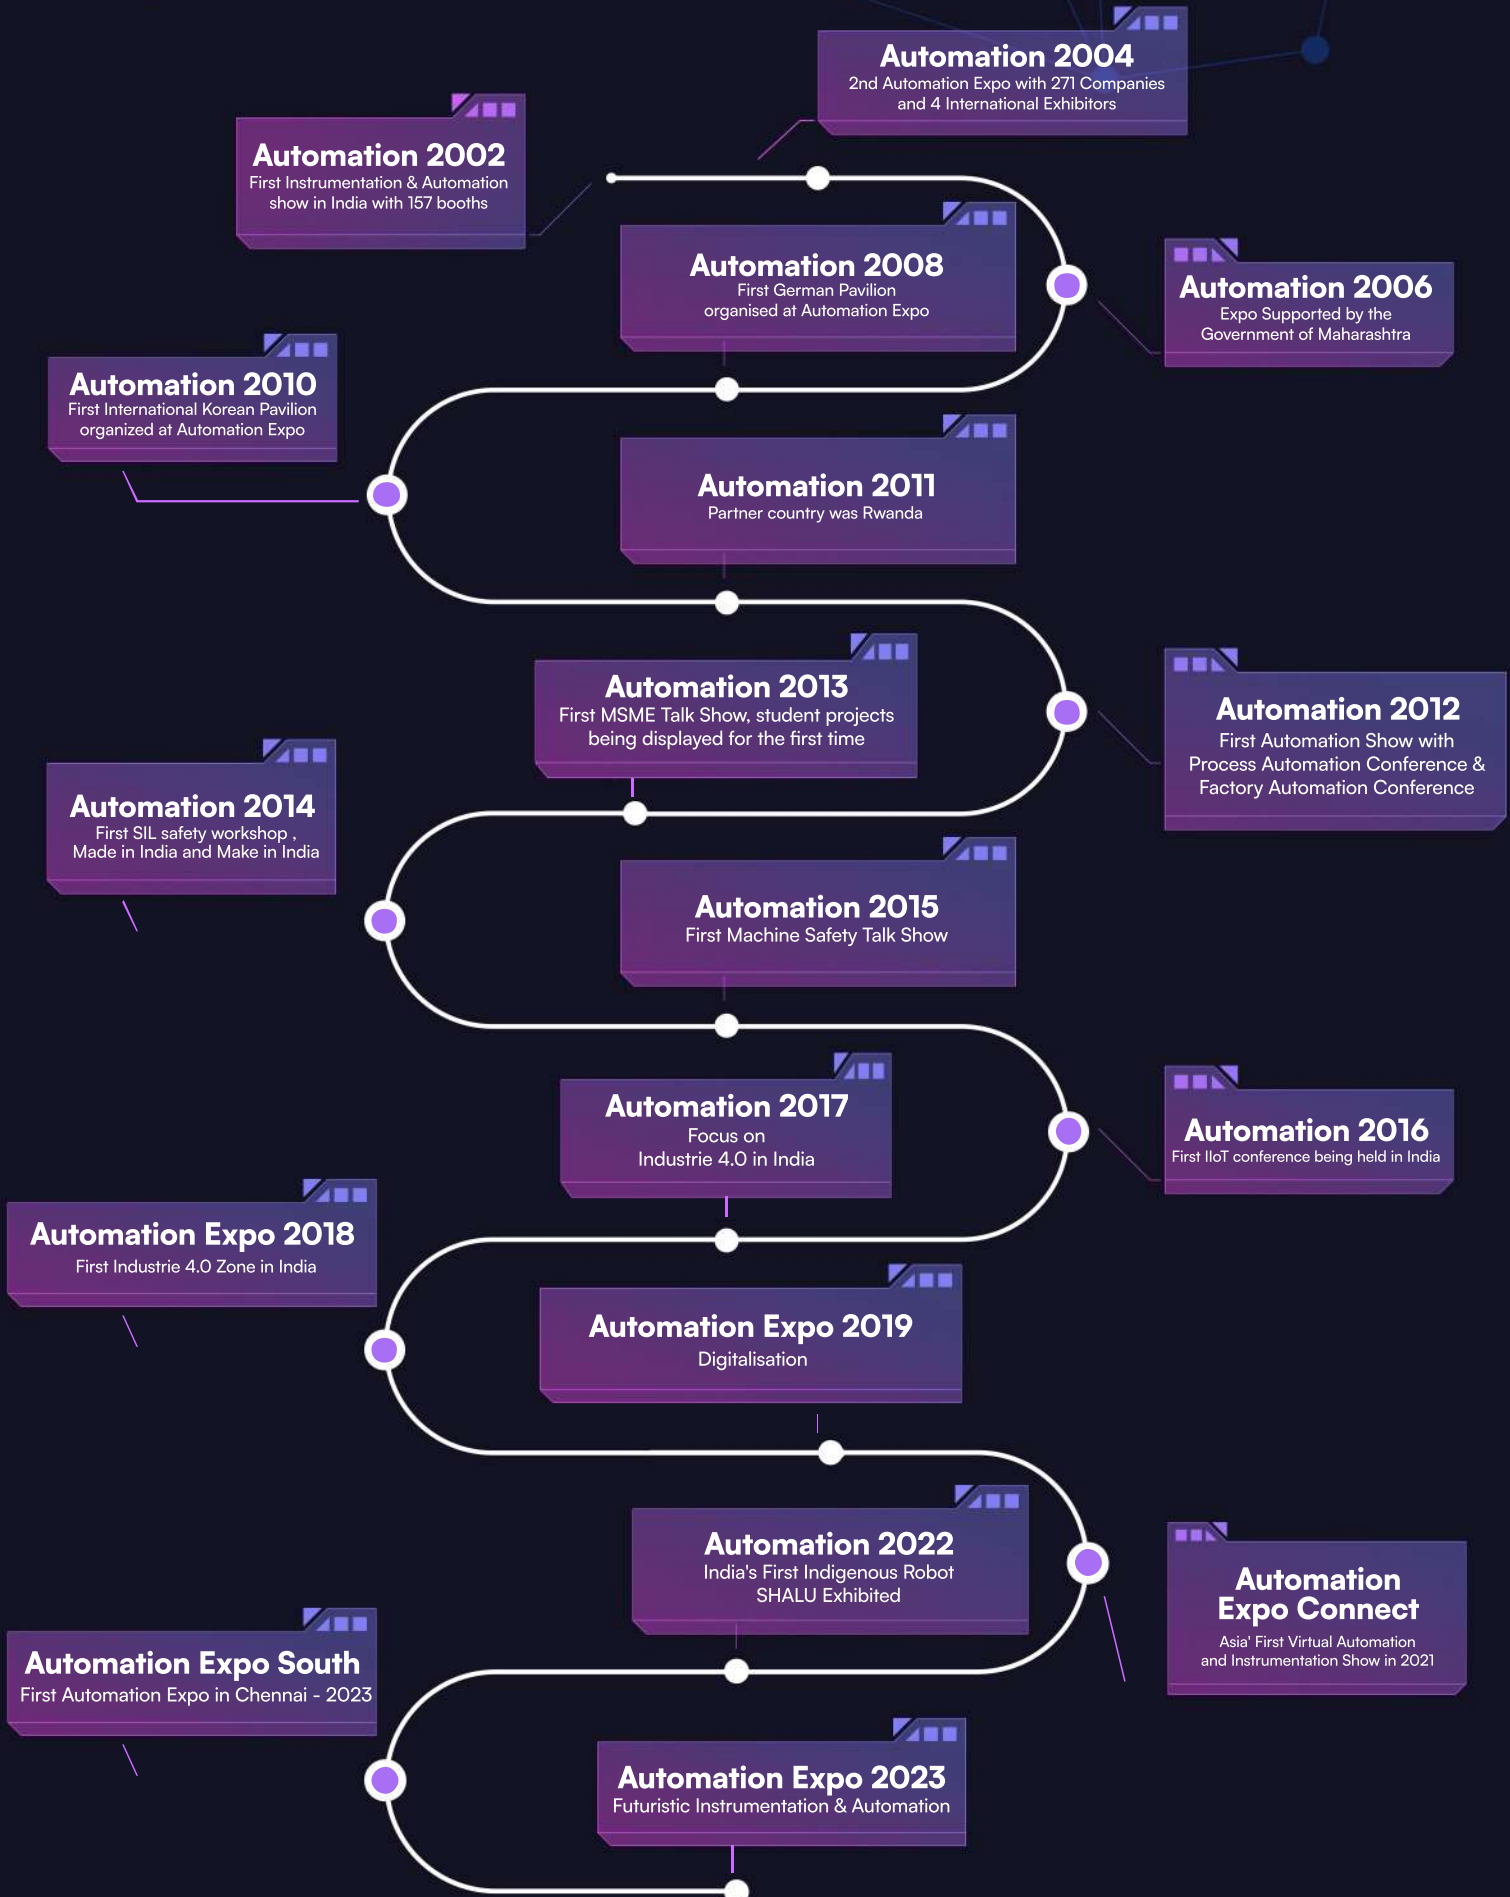 Automation 2002
First Instrumentation & Automation
show in India with 157 booths
Automation 2004
2nd Automation Expo with 271 Companies
and 4 International Exhibitors
Automation 2006
Expo Supported by the
Government of Maharashtra
Automation 2008
First German Pavilion
organised at Automation Expo
Automation 2010
First International Korean Pavilion
organized at Automation Expo
Automation 2011
Partner country was Rwanda
Automation 2012
First Automation Show with
Process Automation Conference &
Factory Automation Conference
Automation 2013
First MSME Talk Show, student projects
being displayed for the first time
Automation 2014
First SIL safety workshop ,
Made in India and Make in India
Automation 2015
First Machine Safety Talk Show
Automation 2016
First IIoT conference being held in India
Automation 2017
Focus on
Industrie 4.0 in India
Automation Expo 2018
First Industrie 4.0 Zone in India
Automation Expo 2019
Digitalisation
Automation
Expo Connect
Asia' First Virtual Automation
and Instrumentation Show in 2021
Automation 2022
India's First Indigenous Robot
SHALU Exhibited
Automation Expo South
First Automation Expo in Chennai - 2023
Automation Expo 2023
Futuristic Instrumentation & Automation